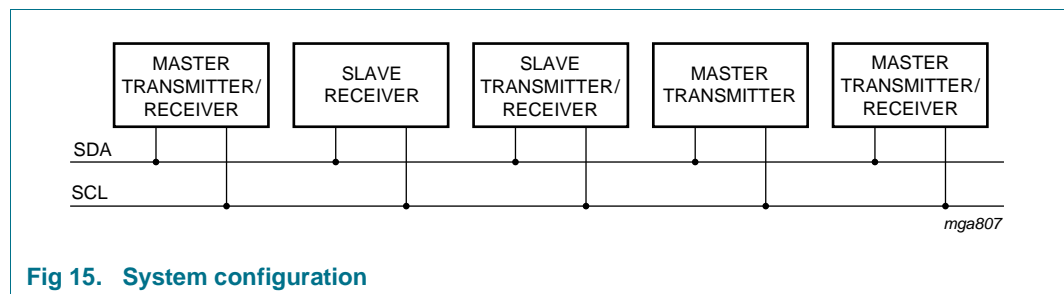 MASTER
TRANSMITTER/
RECEIVER
SLAVE
RECEIVER
SLAVE
TRANSMITTER/
RECEIVER
MASTER
TRANSMITTER
MASTER
TRANSMITTER/
RECEIVER
SDA
SCL
mga807
Fig 15. System configuration